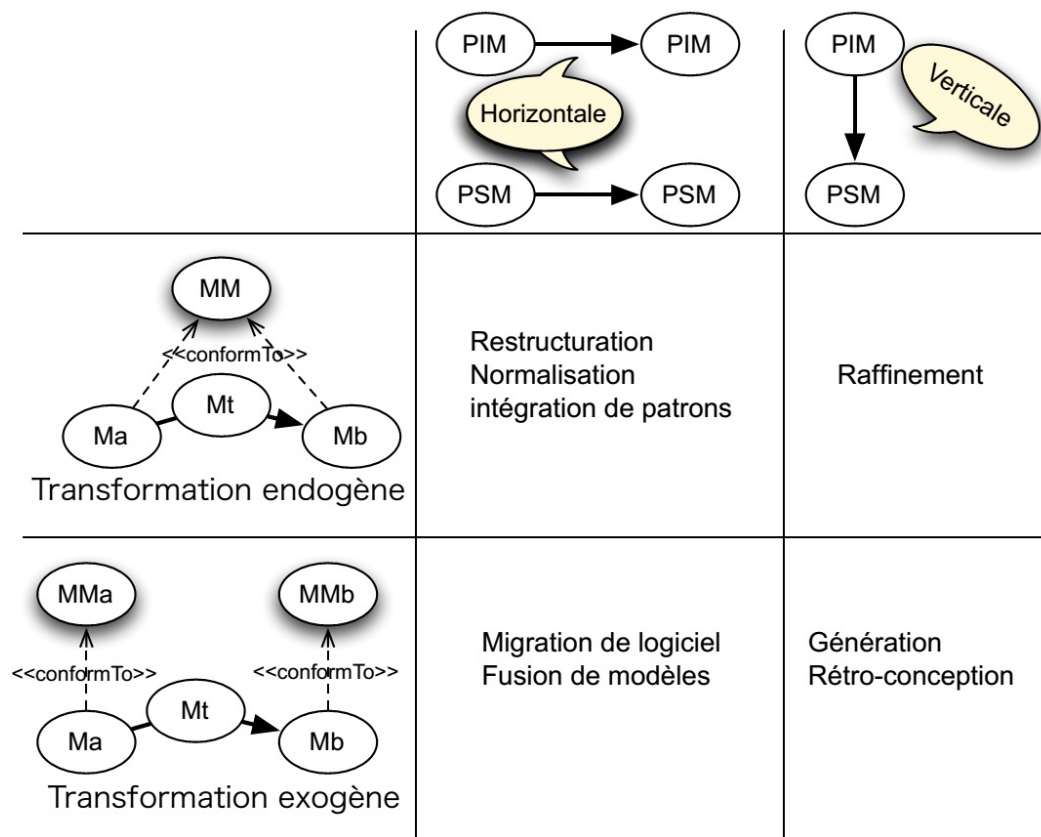 PIM
PIM
PIM
Horizontale
Verticale
PSM
PSM
PSM
MM
<<conformTo>>
Ma
Mt
Mb
Transformation endogène
Restructuration
Normalisation
intégration de patrons
Raffinement
MMa
MMb
<<conformTo>>
<<conformTo>>
Ma
Mt
Mb
Transformation exogène
Migration de logiciel
Fusion de modèles
Génération
Rétro-conception